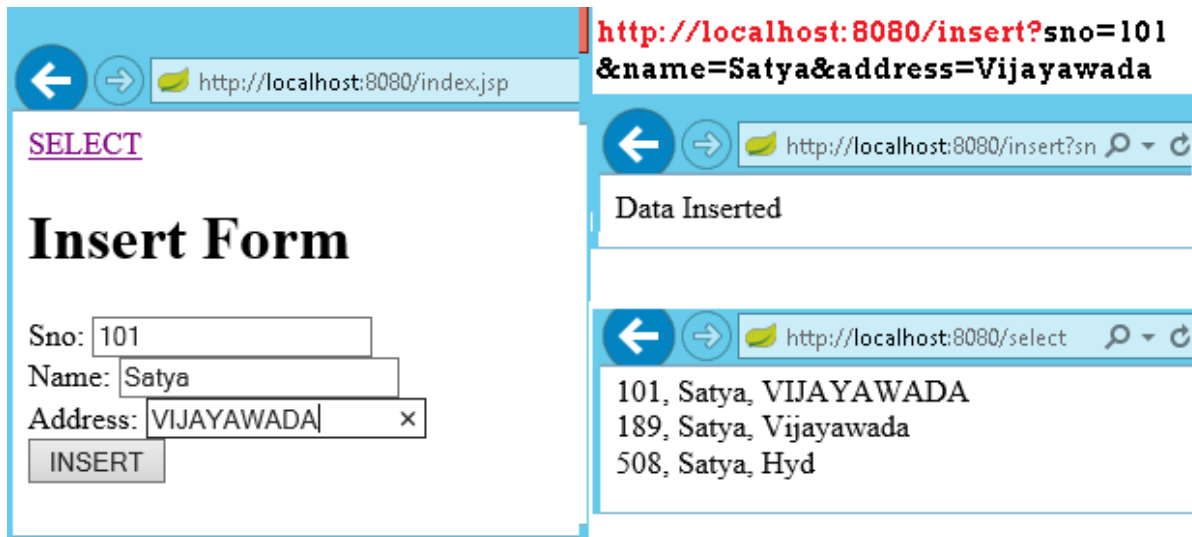 http://localhost:8080/index.jsp
SELECT
Insert Form
Sno: 101
Name: Satya
Address: VIJAYAWADA ×
INSERT
http://localhost:8080/insert?sno=101
&name=Satya&address=Vijayawada
http://localhost:8080/insert?sn
Data Inserted
http://localhost:8080/select
101, Satya, VIJAYAWADA
189, Satya, Vijayawada
508, Satya, Hyd